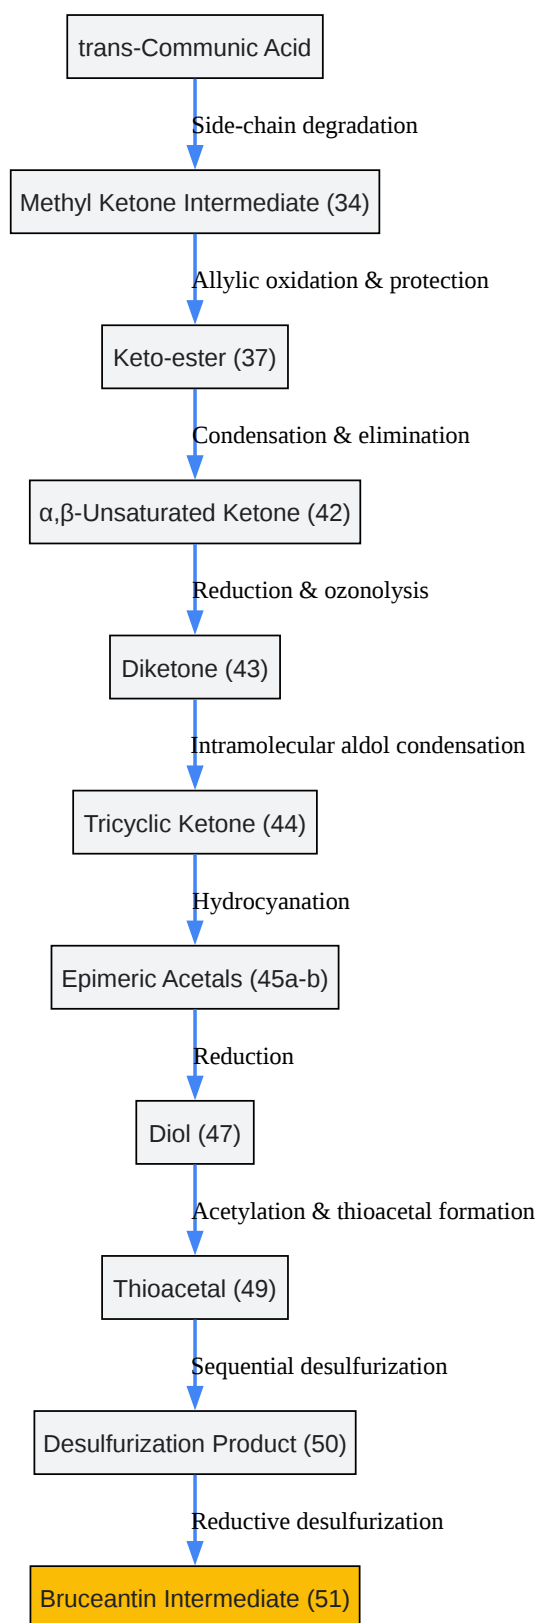 trans-Communic Acid
Side-chain degradation
Methyl Ketone Intermediate (34)
Allylic oxidation & protection
Keto-ester (37)
Condensation & elimination
α,β-Unsaturated Ketone (42)
Reduction & ozonolysis
Diketone (43)
Intramolecular aldol condensation
Tricyclic Ketone (44)
Hydrocyanation
Epimeric Acetals (45a-b)
Reduction
Diol (47)
Acetylation & thioacetal formation
Thioacetal (49)
Sequential desulfurization
Desulfurization Product (50)
Reductive desulfurization
Bruceantin Intermediate (51)